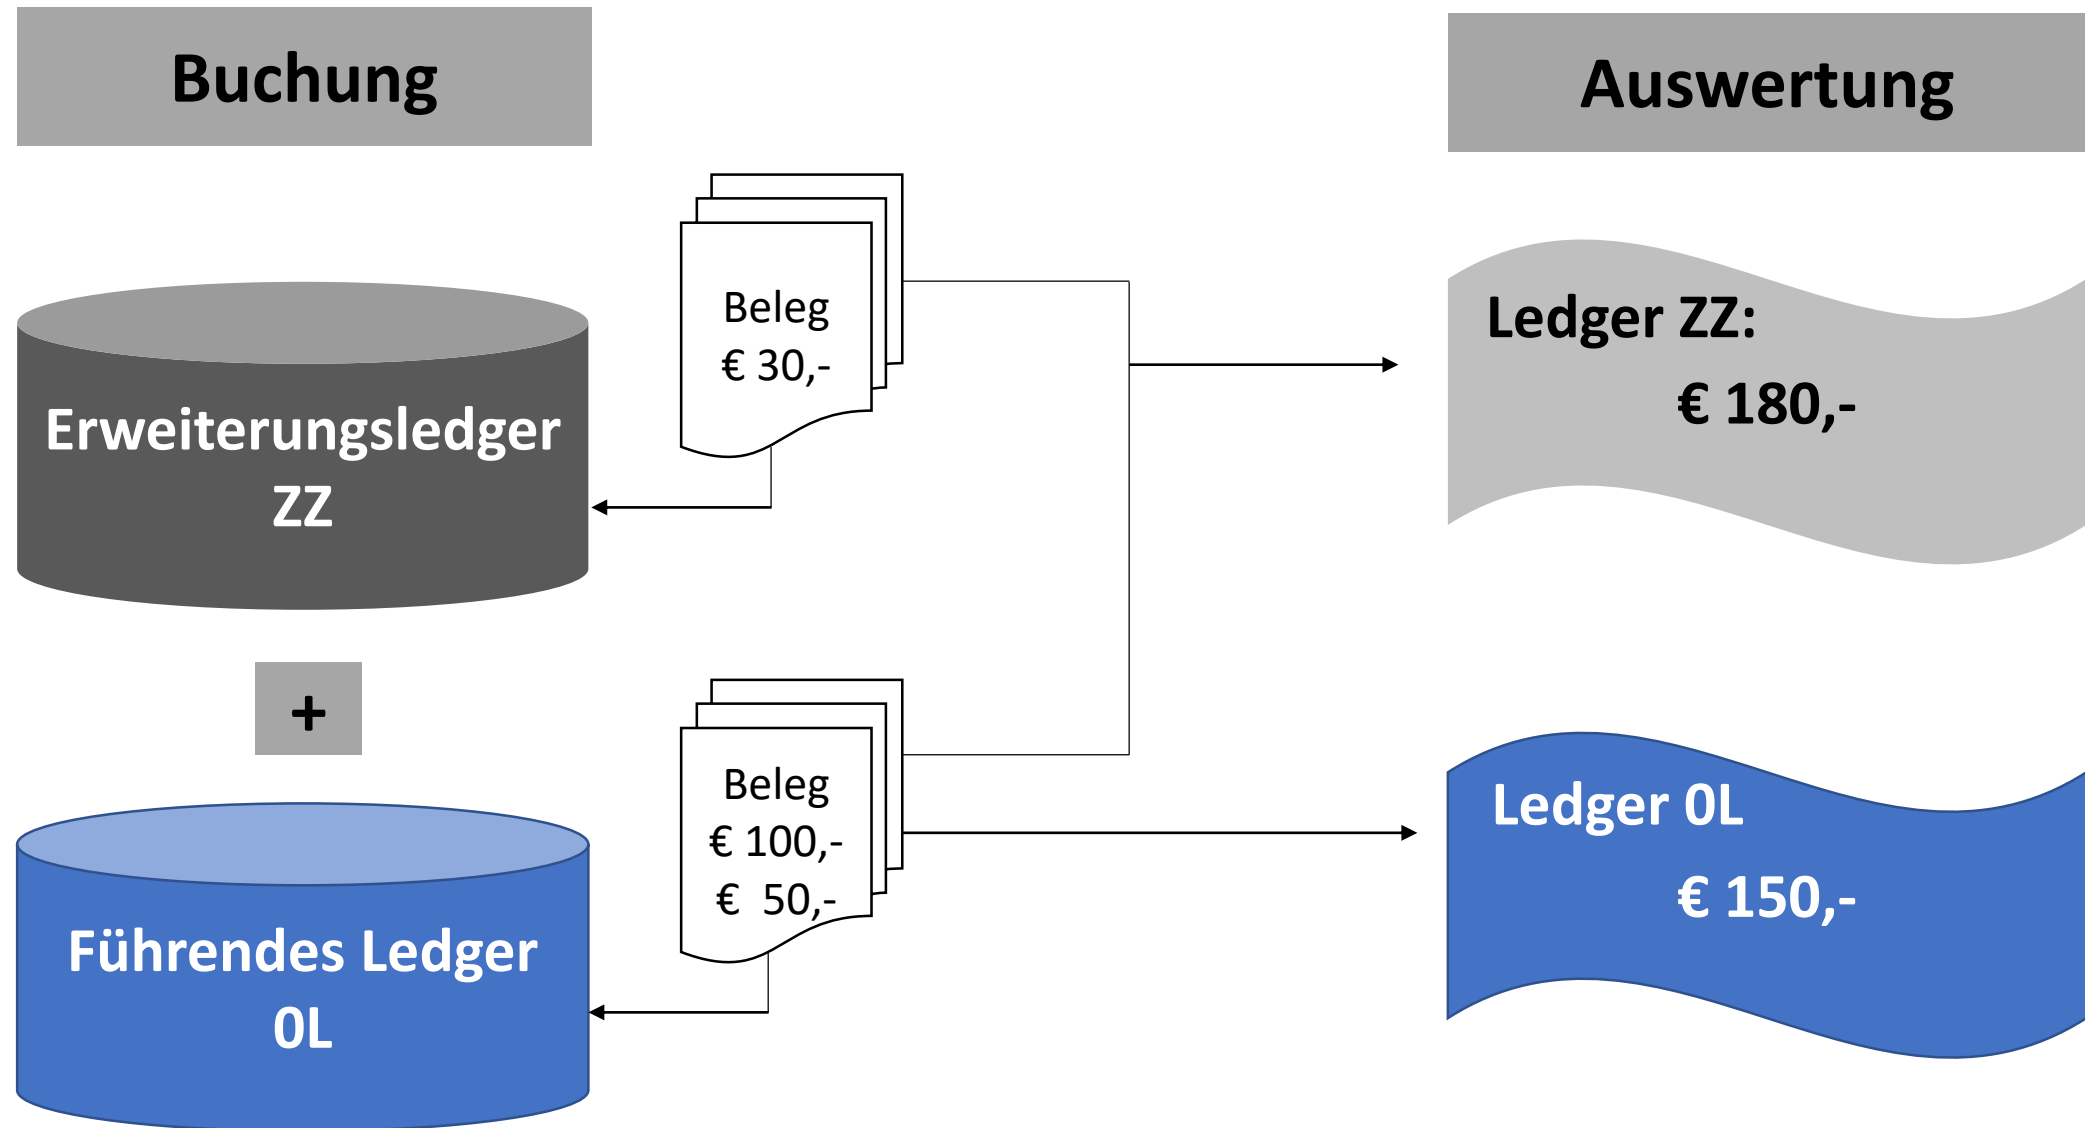 Buchung
Auswertung
Beleg
€ 30,-
Erweiterungsledger
ZZ
Ledger ZZ:
€ 180,-
+
Beleg
€ 100,-
€  50,-
Führendes Ledger
0L
Ledger 0L
€ 150,-